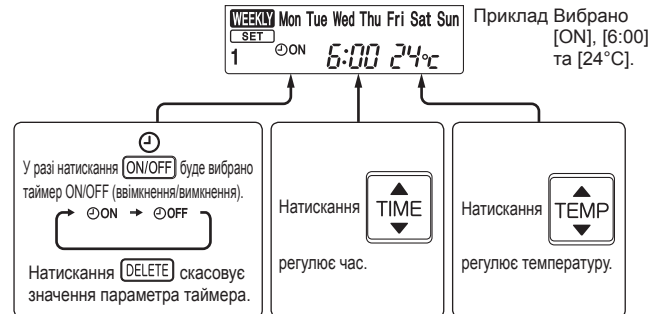 WEEKLY Mon Tue Wed Thu Fri Sat Sun
SET
1 ON 6:00 24°C
Приклад Вибрано
[ON], [6:00]
та [24°C].
У разі натискання ON/OFF буде вибрано
таймер ON/OFF (ввімкнення/вимкнення).
ON → OFF
Натискання DELETE скасовує
значення параметра таймера.
Натискання TIME
регулює час.
Натискання TEMP
регулює температуру.